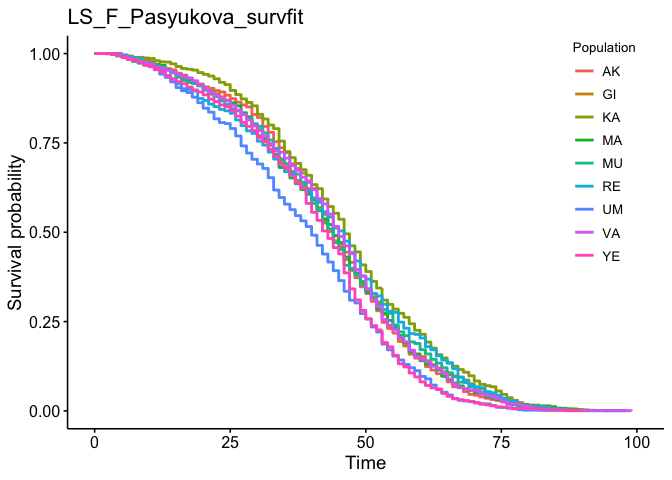 LS_F_Pasyukova_survfit
Population
AK
GI
KA
MA
MU
RE
UM
VA
YE
Survival probability
1.00
0.75
0.50
0.25
0.00
0
25
50
75
100
Time